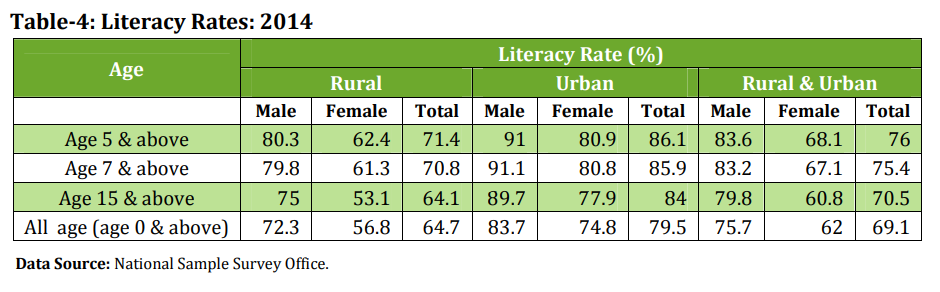 Table-4: Literacy Rates: 2014
Age Literacy Rate (%)
Rural Urban Rural & Urban
Male Female Total Male Female Total Male Female Total
Age 5 & above 80.3 62.4 71.4 91 80.9 86.1 83.6 68.1 76
Age 7 & above 79.8 61.3 70.8 91.1 80.8 85.9 83.2 67.1 75.4
Age 15 & above 75 53.1 64.1 89.7 77.9 84 79.8 60.8 70.5
All age (age 0 & above) 72.3 56.8 64.7 83.7 74.8 79.5 75.7 62 69.1
Data Source: National Sample Survey Office.